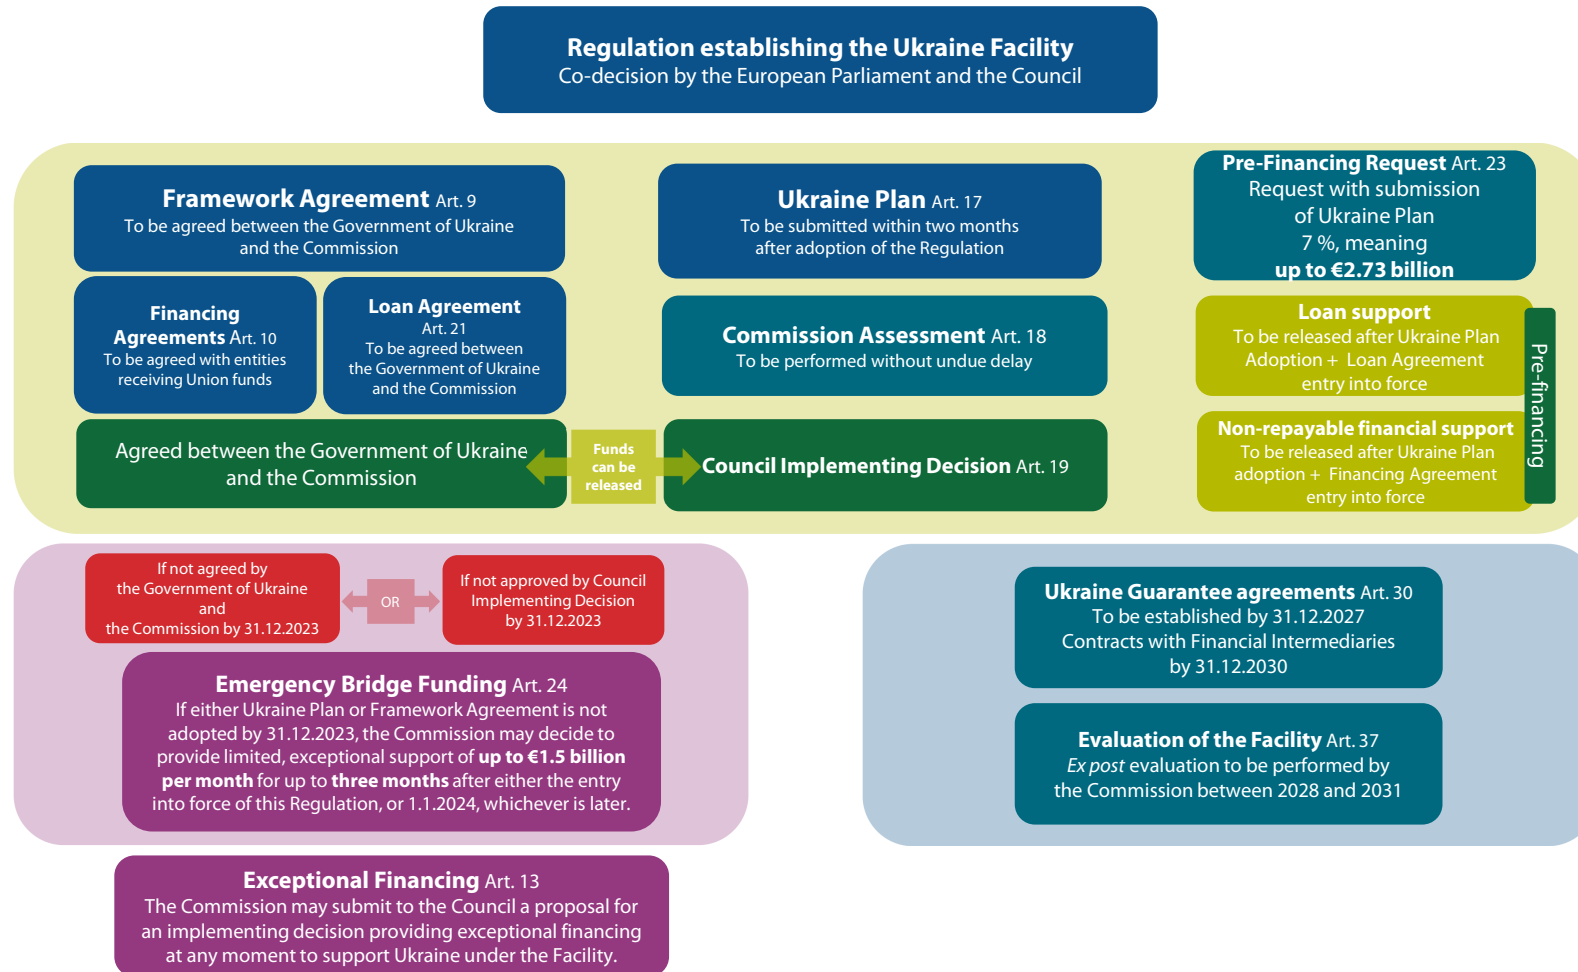 Regulation establishing the Ukraine Facility
Co-decision by the European Parliament and the Council
Framework Agreement Art. 9
To be agreed between the Government of Ukraine
and the Commission
Financing
Agreements Art. 10
To be agreed with entities
receiving Union funds
Loan Agreement
Art. 21
To be agreed between
the Government of Ukraine
and the Commission
Agreed between the Government of Ukraine
and the Commission
Funds
can be
released
Ukraine Plan Art. 17
To be submitted within two months
after adoption of the Regulation
Commission Assessment Art. 18
To be performed without undue delay
Council Implementing Decision Art. 19
Pre-Financing Request Art. 23
Request with submission
of Ukraine Plan
7 %, meaning
up to €2.73 billion
Loan support
To be released after Ukraine Plan
Adoption + Loan Agreement
entry into force
Non-repayable financial support
To be released after Ukraine Plan
adoption + Financing Agreement
entry into force
Pre-financing
If not agreed by
the Government of Ukraine
and
the Commission by 31.12.2023
OR
If not approved by Council
Implementing Decision
by 31.12.2023
Emergency Bridge Funding Art. 24
If either Ukraine Plan or Framework Agreement is not
adopted by 31.12.2023, the Commission may decide to
provide limited, exceptional support of up to €1.5 billion
per month for up to three months after either the entry
into force of this Regulation, or 1.1.2024, whichever is later.
Exceptional Financing Art. 13
The Commission may submit to the Council a proposal for
an implementing decision providing exceptional financing
at any moment to support Ukraine under the Facility.
Ukraine Guarantee agreements Art. 30
To be established by 31.12.2027
Contracts with Financial Intermediaries
by 31.12.2030
Evaluation of the Facility Art. 37
Ex post evaluation to be performed by
the Commission between 2028 and 2031